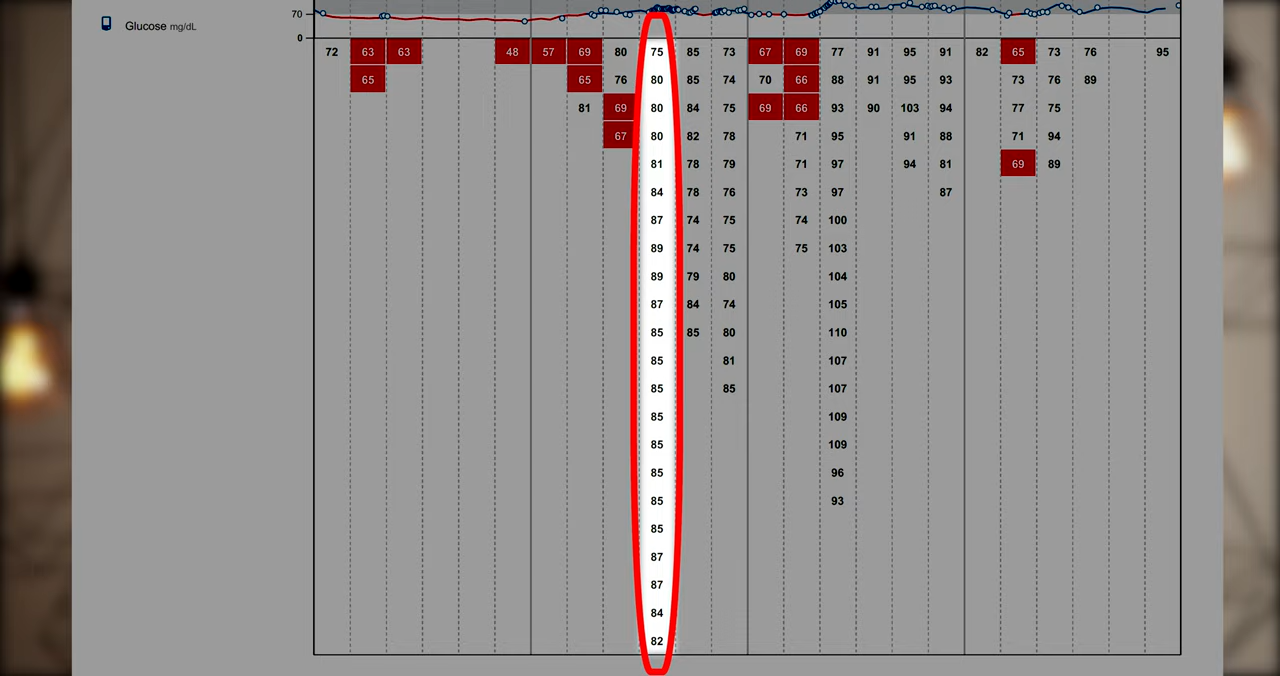 70
Glucose mg/dL
0
72 63 63 48 57 69 80 75 85 73 67 69 77 91 95 91 82 65 73 76 95
65 65 76 80 85 74 70 66 88 91 95 93 73 76 89
81 69 80 84 75 69 66 93 90 103 94 77 75
67 80 82 78 71 95 91 88 71 94
81 78 79 71 97 94 81 69 89
84 78 76 73 97 87
87 74 75 74 100
89 74 75 75 103
89 79 80 104
87 84 74 105
85 85 80 110
85 81 107
85 85 107
85 109
85 109
85 96
85 93
85
87
87
84
82